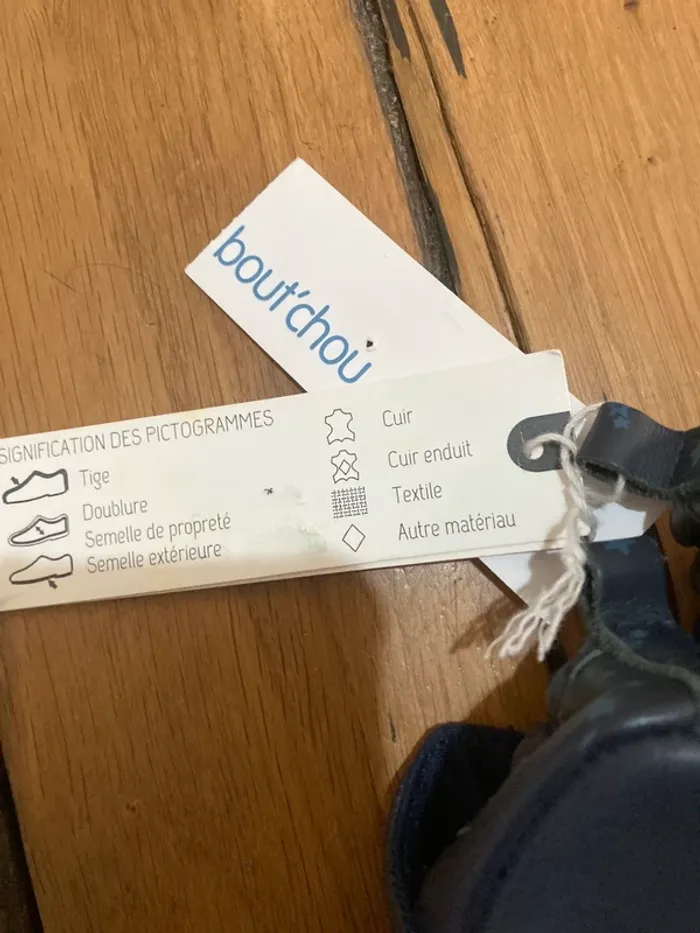 bout'chou
SIGNIFICATION DES PICTOGRAMMES
Tige
Doublure
Semelle de propreté
Semelle extérieure
Cuir
Cuir enduit
Textile
Autre matériau